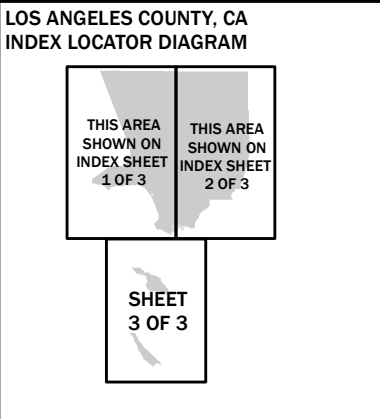 LOS ANGELES COUNTY, CA
INDEX LOCATOR DIAGRAM
THIS AREA
SHOWN ON
INDEX SHEET
1 OF 3
THIS AREA
SHOWN ON
INDEX SHEET
2 OF 3
SHEET
3 OF 3